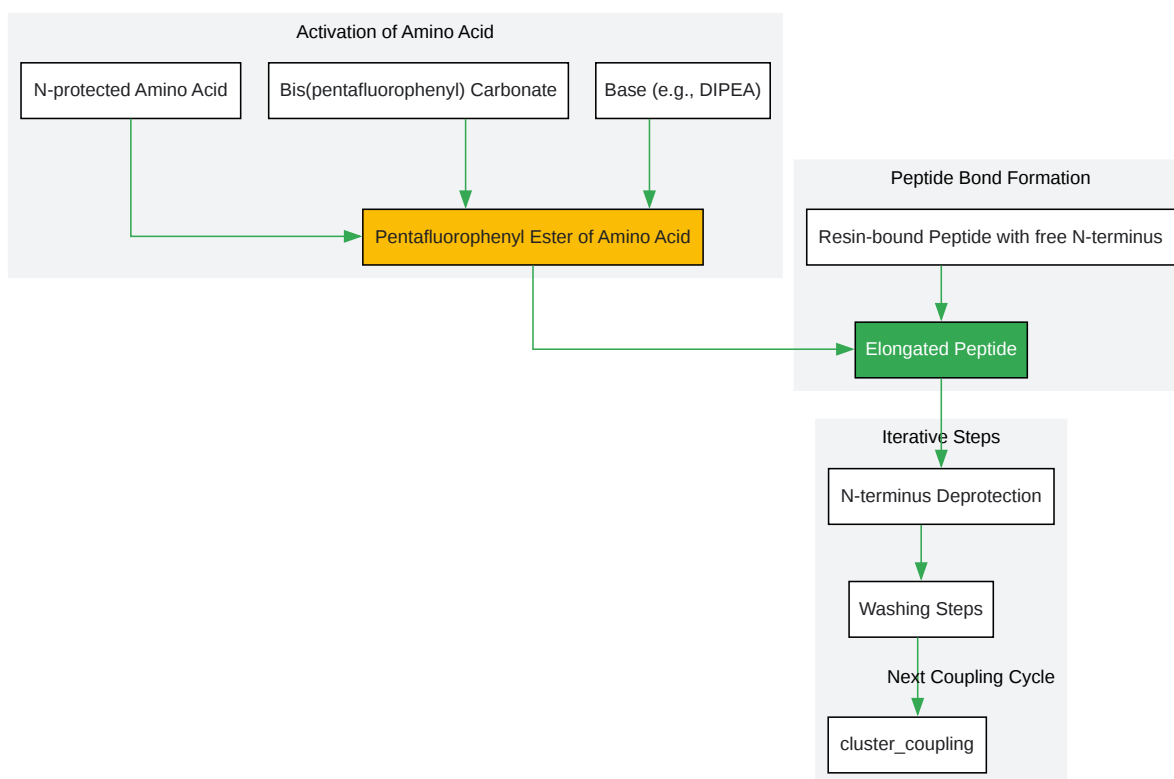 Activation of Amino Acid
N-protected Amino Acid
Bis(pentafluorophenyl) Carbonate
Base (e.g., DIPEA)
Pentafluorophenyl Ester of Amino Acid
Peptide Bond Formation
Resin-bound Peptide with free N-terminus
Elongated Peptide
Iterative Steps
N-terminus Deprotection
Washing Steps
Next Coupling Cycle
cluster_coupling